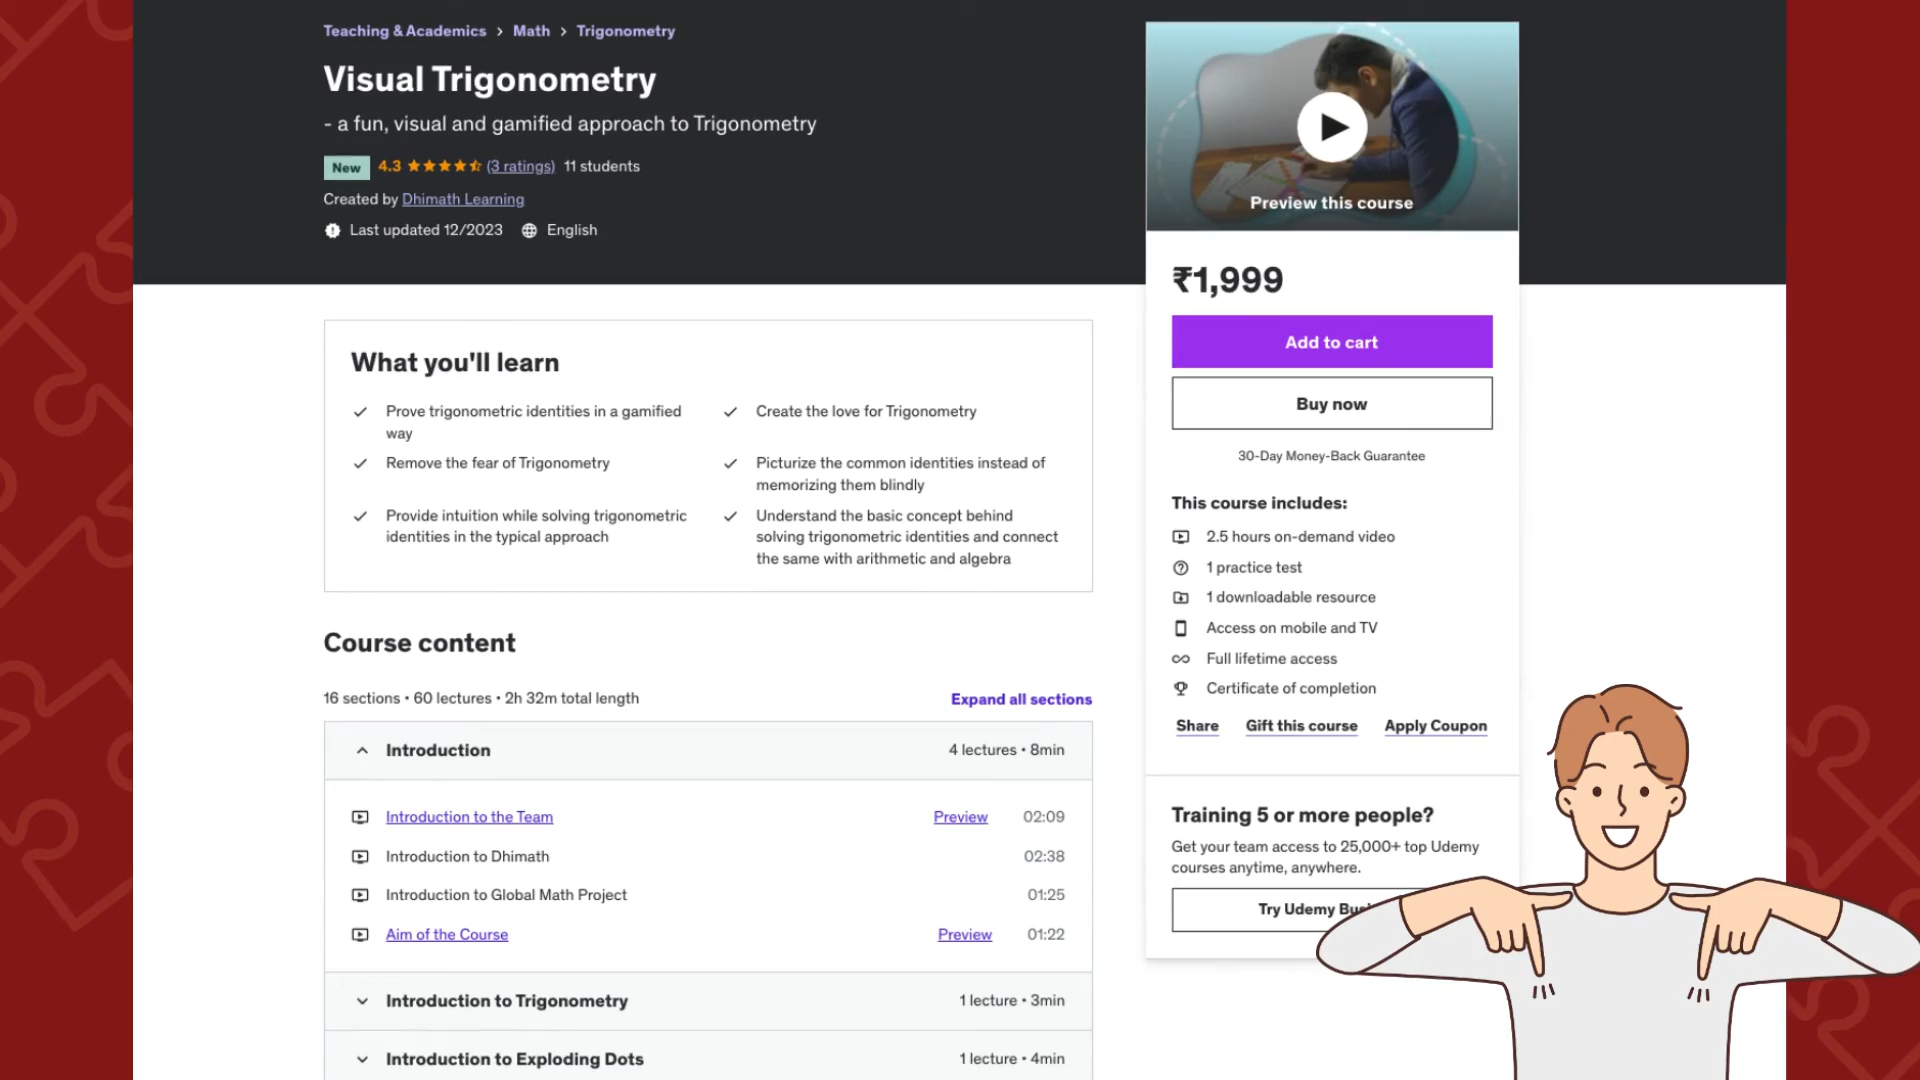 Teaching & Academics > Math > Trigonometry
Visual Trigonometry
- a fun, visual and gamified approach to Trigonometry
New 4.3 (3 ratings) 11 students
Created by Dhimath Learning
Last updated 12/2023 English
Preview this course
₹1,999
Add to cart
Buy now
30-Day Money-Back Guarantee
This course includes:
2.5 hours on-demand video
1 practice test
1 downloadable resource
Access on mobile and TV
Full lifetime access
Certificate of completion
Share Gift this course Apply Coupon
Training 5 or more people?
Get your team access to 25,000+ top Udemy
courses anytime, anywhere.
Try Udemy
What you'll learn
Prove trigonometric identities in a gamified
way
Remove the fear of Trigonometry
Provide intuition while solving trigonometric
identities in the typical approach
Create the love for Trigonometry
Picturize the common identities instead of
memorizing them blindly
Understand the basic concept behind
solving trigonometric identities and connect
the same with arithmetic and algebra
Course content
16 sections • 60 lectures • 2h 32m total length Expand all sections
Introduction 4 lectures • 8min
Introduction to the Team Preview 02:09
Introduction to Dhimath 02:38
Introduction to Global Math Project 01:25
Aim of the Course Preview 01:22
Introduction to Trigonometry 1 lecture • 3min
Introduction to Exploding Dots 1 lecture • 4min